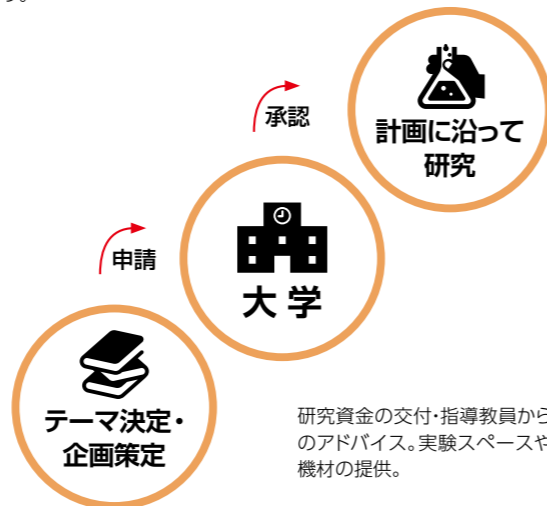 う。
計画に沿って
研究
承認
大学
申請
テーマ決定・
企画策定
研究資金の交付・指導教員から
のアドバイス。実験スペースや
機材の提供。